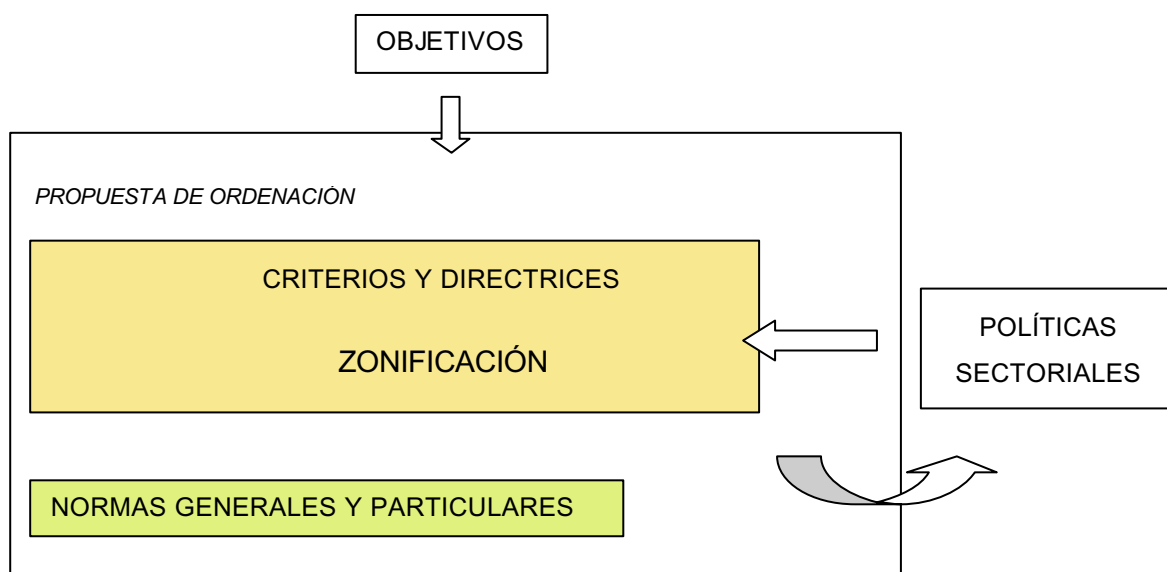 OBJETIVOS
PROPUESTA DE ORDENACIÓN
CRITERIOS Y DIRECTRICES
ZONIFICACIÓN
POLÍTICAS
SECTORIALES
NORMAS GENERALES Y PARTICULARES